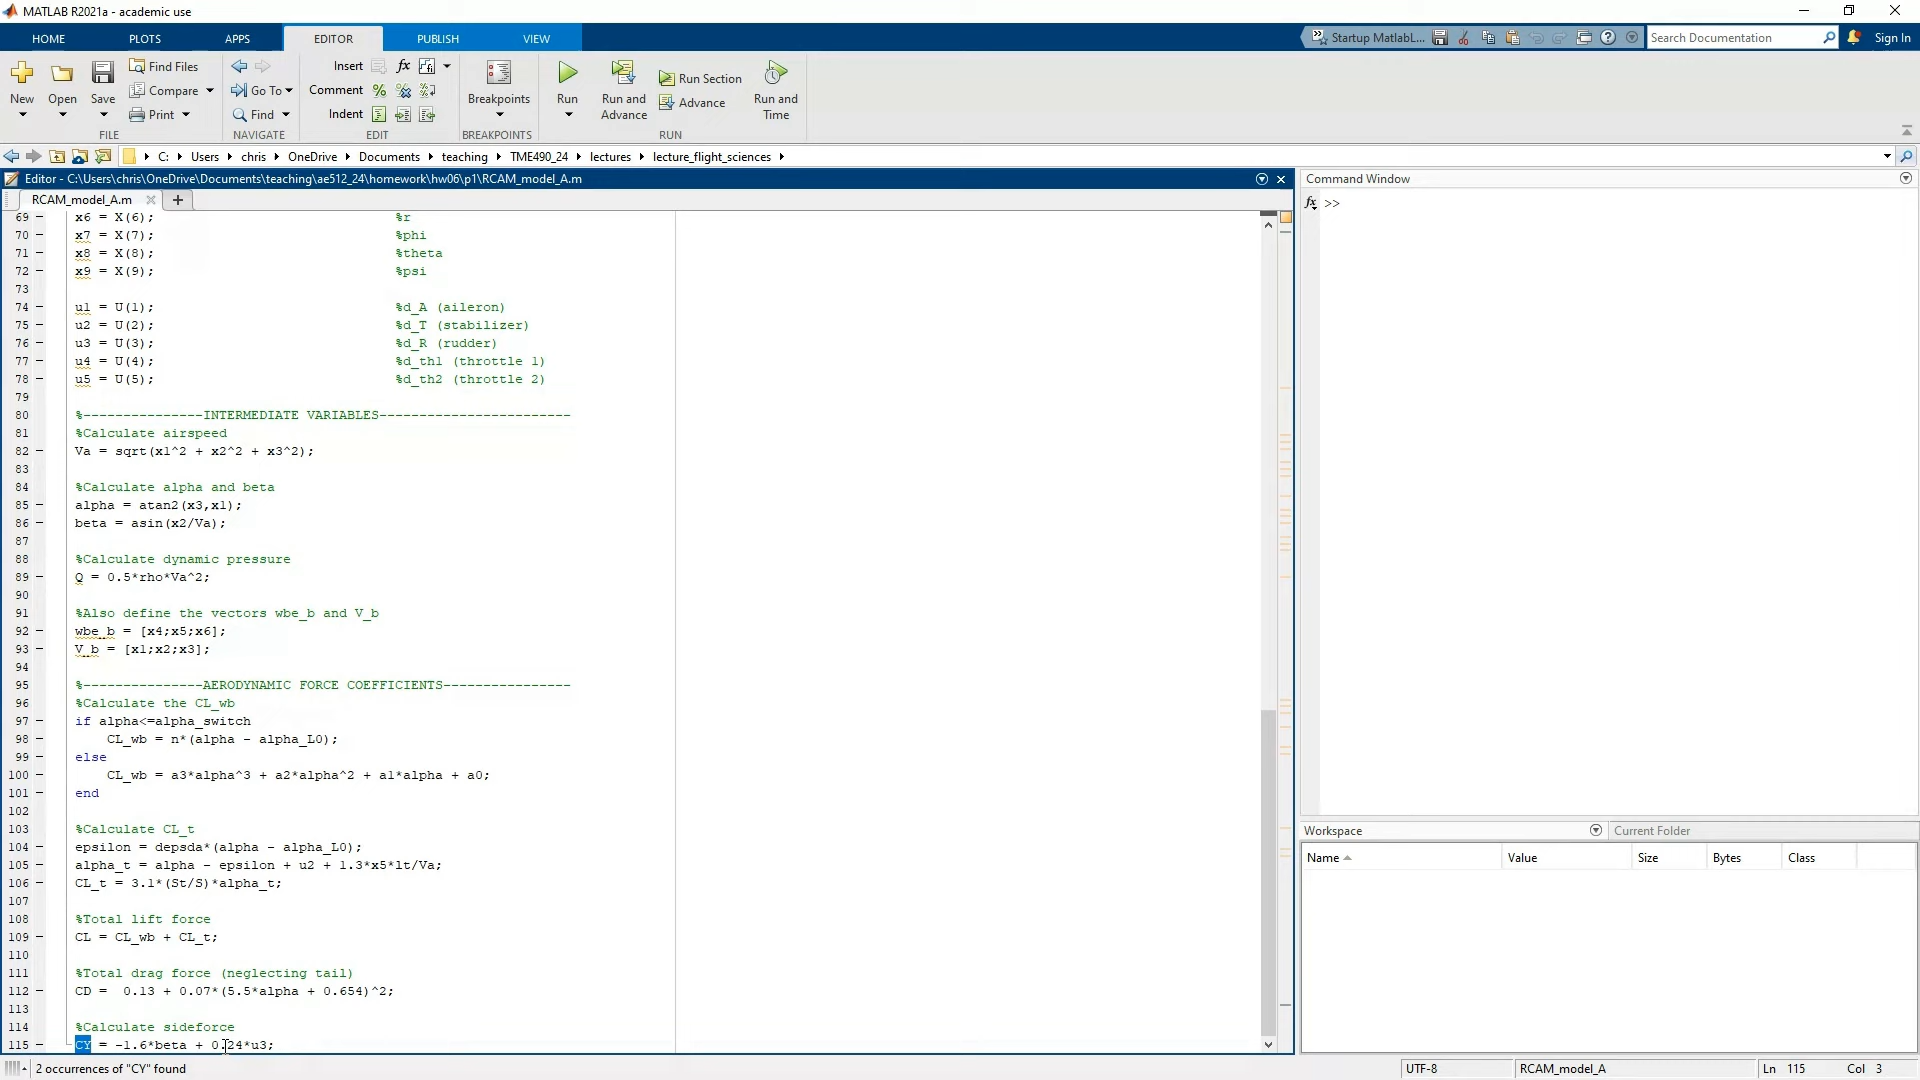 MATLAB R2021a - academic use
HOME PLOTS APPS EDITOR PUBLISH VIEW
Startup MatlabL... Search Documentation Sign In
New Open Save Find Files Compare Print
FILE
Go To Find
NAVIGATE
Insert fx
Comment
Indent
EDIT
Breakpoints
BREAKPOINTS
Run Run and Advance Run Section Advance Run and Time
RUN
C: Users chris OneDrive Documents teaching TME490_24 lectures lecture_flight_sciences
Editor - C:\Users\chris\OneDrive\Documents\teaching\ae512_24\homework\hw06\p1\RCAM_model_A.m
RCAM_model_A.m
69 x6 = X(6); %r
70 x7 = X(7); %phi
71 x8 = X(8); %theta
72 x9 = X(9); %psi
73
74 u1 = U(1); %d_A (aileron)
75 u2 = U(2); %d_T (stabilizer)
76 u3 = U(3); %d_R (rudder)
77 u4 = U(4); %d_th1 (throttle 1)
78 u5 = U(5); %d_th2 (throttle 2)
79
80 %---------------INTERMEDIATE VARIABLES------------------------
81 %Calculate airspeed
82 Va = sqrt(x1^2 + x2^2 + x3^2);
83
84 %Calculate alpha and beta
85 alpha = atan2(x3,x1);
86 beta = asin(x2/Va);
87
88 %Calculate dynamic pressure
89 Q = 0.5*rho*Va^2;
90
91 %Also define the vectors wbe_b and V_b
92 wbe_b = [x4;x5;x6];
93 V_b = [x1;x2;x3];
94
95 %---------------AERODYNAMIC FORCE COEFFICIENTS----------------
96 %Calculate the CL_wb
97 if alpha<=alpha_switch
98 CL_wb = n*(alpha - alpha_L0);
99 else
100 CL_wb = a3*alpha^3 + a2*alpha^2 + a1*alpha + a0;
101 end
102
103 %Calculate CL_t
104 epsilon = depsda*(alpha - alpha_L0);
105 alpha_t = alpha - epsilon + u2 + 1.3*x5*lt/Va;
106 CL_t = 3.1*(St/S)*alpha_t;
107
108 %Total lift force
109 CL = CL_wb + CL_t;
110
111 %Total drag force (neglecting tail)
112 CD =  0.13 + 0.07*(5.5*alpha + 0.654)^2;
113
114 %Calculate sideforce
115 CY = -1.6*beta + 0.24*u3;
Command Window
fx >>
Workspace Current Folder
Name Value Size Bytes Class
2 occurrences of "CY" found UTF-8 RCAM_model_A Ln 115 Col 3